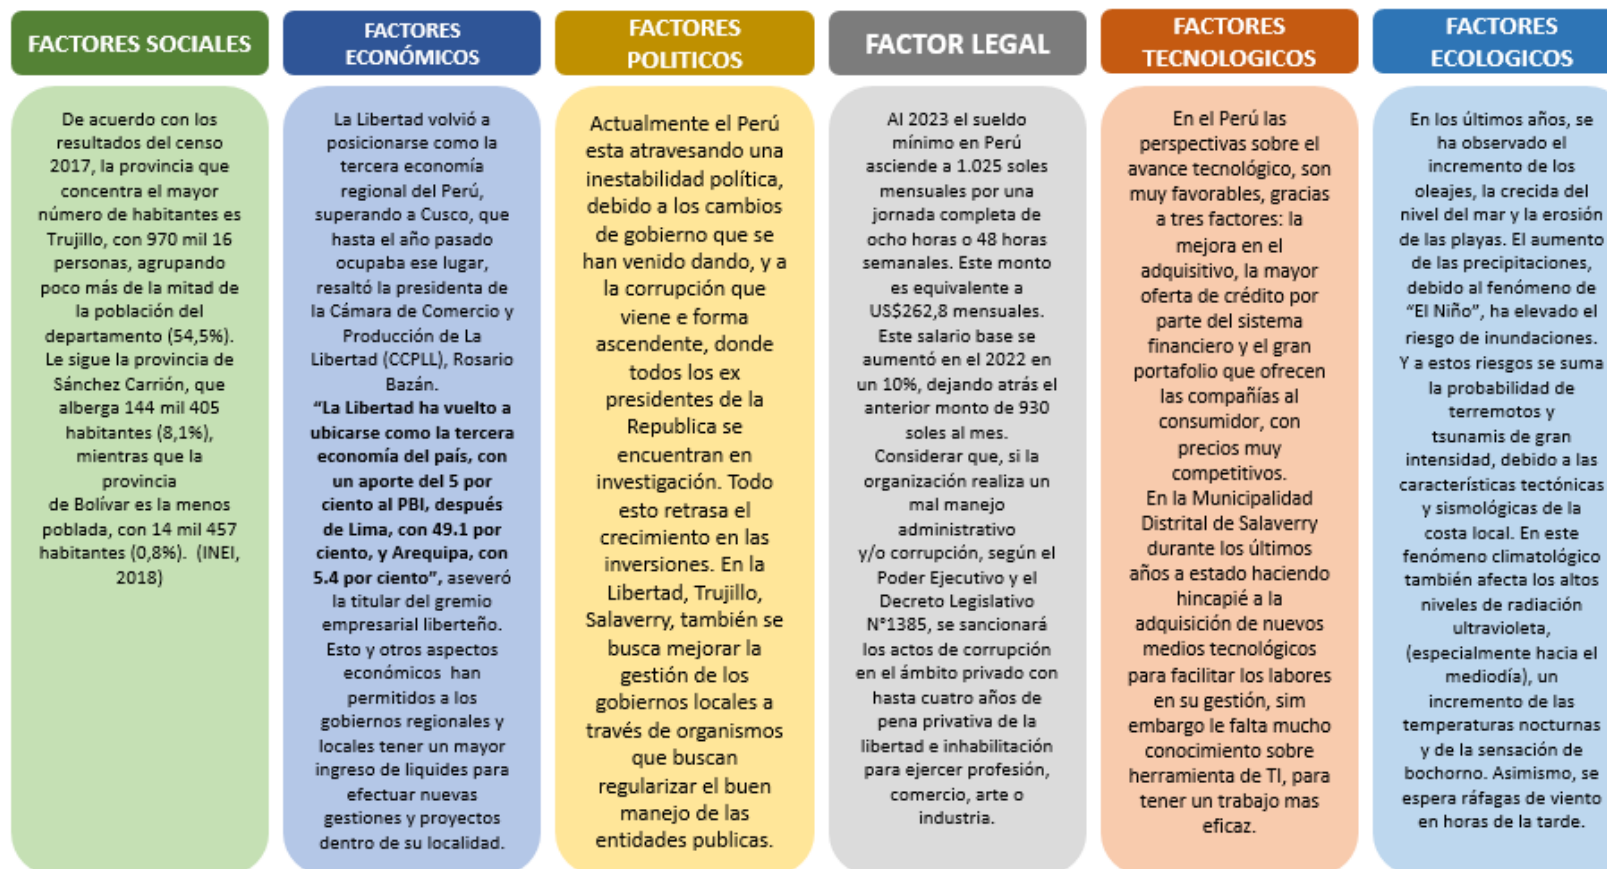 FACTORES SOCIALES
De acuerdo con los
resultados del censo
2017, la provincia que
concentra el mayor
número de habitantes es
Trujillo, con 970 mil 16
personas, agrupando
poco más de la mitad de
la población del
departamento (54,5%).
Le sigue la provincia de
Sánchez Carrión, que
alberga 144 mil 405
habitantes (8,1%),
mientras que la
provincia
de Bolívar es la menos
poblada, con 14 mil 457
habitantes (0,8%). (INEI,
2018)
FACTORES
ECONÓMICOS
La Libertad volvió a
posicionarse como la
tercera economía
regional del Perú,
superando a Cusco, que
hasta el año pasado
ocupaba ese lugar,
resaltó la presidenta de
la Cámara de Comercio y
Producción de La
Libertad (CCPLL), Rosario
Bazán.
“La Libertad ha vuelto a
ubicarse como la tercera
economía del país, con
un aporte del 5 por
ciento al PBI, después
de Lima, con 49.1 por
ciento, y Arequipa, con
5.4 por ciento”, aseveró
la titular del gremio
empresarial liberteño.
Esto y otros aspectos
económicos han
permitidos a los
gobiernos regionales y
locales tener un mayor
ingreso de liquides para
efectuar nuevas
gestiones y proyectos
dentro de su localidad.
FACTORES
POLITICOS
Actualmente el Perú
esta atravesando una
inestabilidad política,
debido a los cambios
de gobierno que se
han venido dando, y a
la corrupción que
viene e forma
ascendente, donde
todos los ex
presidentes de la
Republica se
encuentran en
investigación. Todo
esto retrasa el
crecimiento en las
inversiones. En la
Libertad, Trujillo,
Salaverry, también se
busca mejorar la
gestión de los
gobiernos locales a
través de organismos
que buscan
regularizar el buen
manejo de las
entidades publicas.
FACTOR LEGAL
Al 2023 el sueldo
mínimo en Perú
asciende a 1.025 soles
mensuales por una
jornada completa de
ocho horas o 48 horas
semanales. Este monto
es equivalente a
US$262,8 mensuales.
Este salario base se
aumentó en el 2022 en
un 10%, dejando atrás el
anterior monto de 930
soles al mes.
Considerar que, si la
organización realiza un
mal manejo
administrativo
y/o corrupción, según el
Poder Ejecutivo y el
Decreto Legislativo
N°1385, se sancionará
los actos de corrupción
en el ámbito privado con
hasta cuatro años de
pena privativa de la
libertad e inhabilitación
para ejercer profesión,
comercio, arte o
industria.
FACTORES
TECNOLOGICOS
En el Perú las
perspectivas sobre el
avance tecnológico, son
muy favorables, gracias
a tres factores: la
mejora en el
adquisitivo, la mayor
oferta de crédito por
parte del sistema
financiero y el gran
portafolio que ofrecen
las compañías al
consumidor, con
precios muy
competitivos.
En la Municipalidad
Distrital de Salaverry
durante los últimos
años a estado haciendo
hincapié a la
adquisición de nuevos
medios tecnológicos
para facilitar los labores
en su gestión, sim
embargo le falta mucho
conocimiento sobre
herramienta de TI, para
tener un trabajo mas
eficaz.
FACTORES
ECOLOGICOS
En los últimos años, se
ha observado el
incremento de los
oleajes, la crecida del
nivel del mar y la erosión
de las playas. El aumento
de las precipitaciones,
debido al fenómeno de
“El Niño”, ha elevado el
riesgo de inundaciones.
Y a estos riesgos se suma
la probabilidad de
terremotos y
tsunamis de gran
intensidad, debido a las
características tectónicas
y sismológicas de la
costa local. En este
fenómeno climatológico
también afecta los altos
niveles de radiación
ultravioleta,
(especialmente hacia el
mediodía), un
incremento de las
temperaturas nocturnas
y de la sensación de
bochorno. Asimismo, se
espera ráfagas de viento
en horas de la tarde.